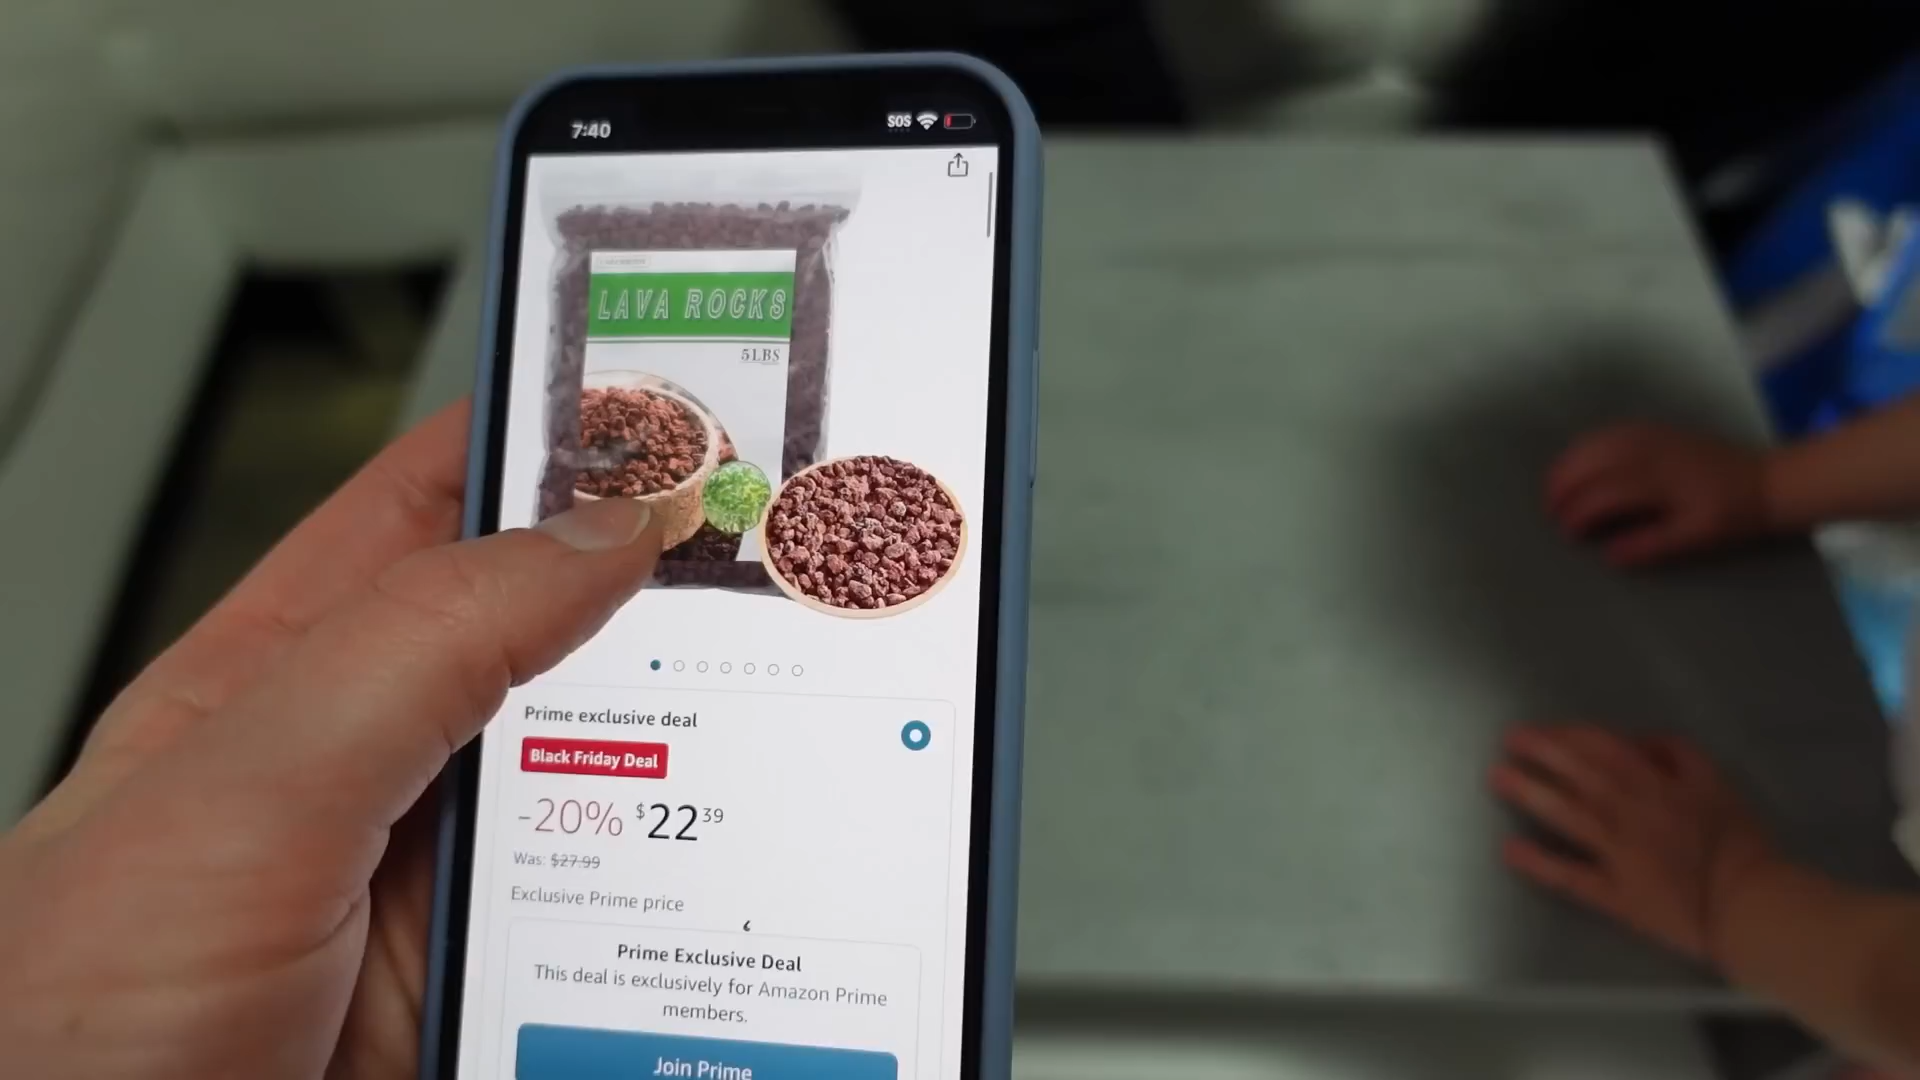 7:40 SOS
LAVA ROCKS
5LBS
Prime exclusive deal
Black Friday Deal
-20% $22 39
Was: $27.99
Exclusive Prime price
Prime Exclusive Deal
This deal is exclusively for Amazon Prime
members.
Join Prime